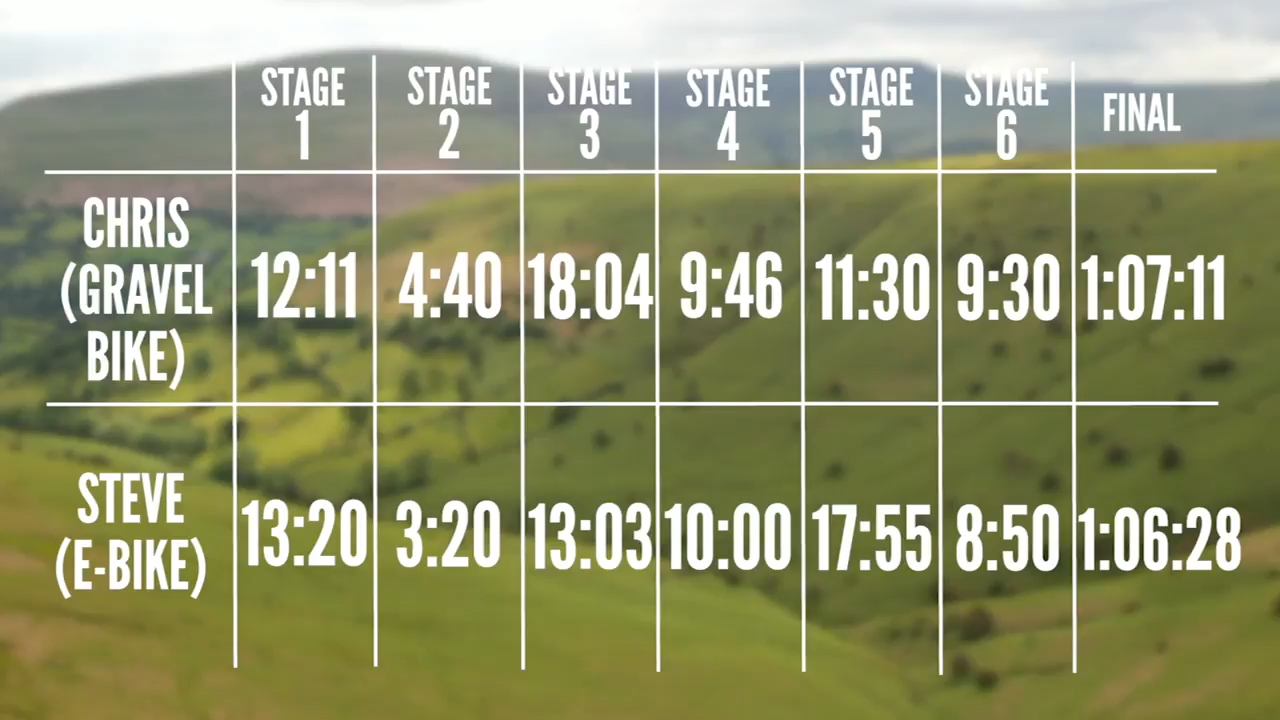 STAGE 1 STAGE 2 STAGE 3 STAGE 4 STAGE 5 STAGE 6 FINAL
CHRIS (GRAVEL BIKE) 12:11 4:40 18:04 9:46 11:30 9:30 1:07:11
STEVE (E-BIKE) 13:20 3:20 13:03 10:00 17:55 8:50 1:06:28